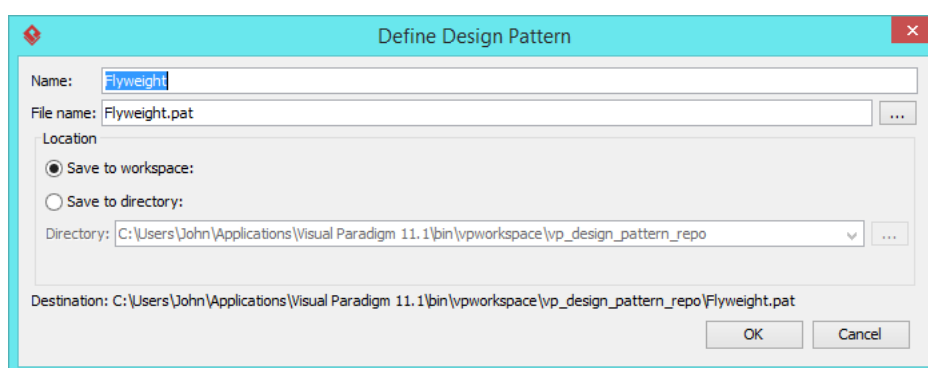 Define Design Pattern
Name: Flyweight
File name: Flyweight.pat ...
Location
Save to workspace:
Save to directory:
Directory: C:\Users\John\Applications\Visual Paradigm 11.1\bin\vpworkspace\vp_design_pattern_repo ...
Destination: C:\Users\John\Applications\Visual Paradigm 11.1\bin\vpworkspace\vp_design_pattern_repo\Flyweight.pat
OK Cancel